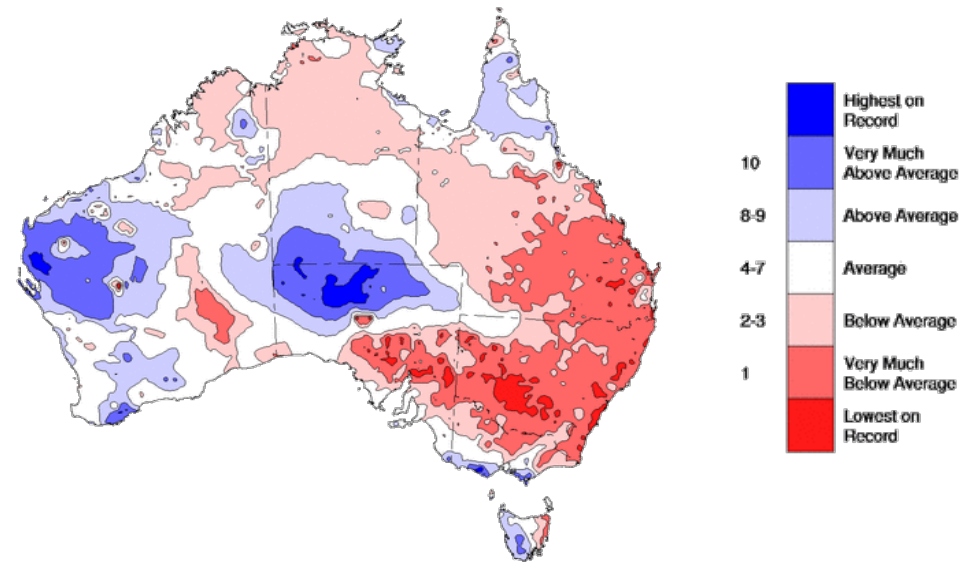 Highest on
Record
10 Very Much
Above Average
8-9 Above Average
4-7 Average
2-3 Below Average
1 Very Much
Below Average
Lowest on
Record